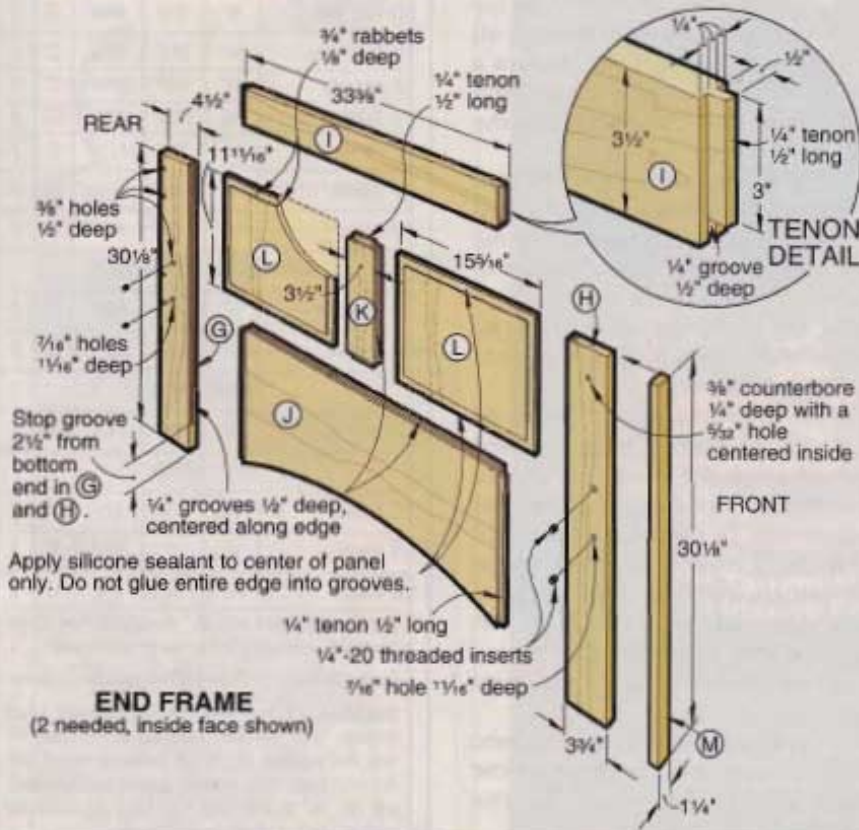 ¾" rabbets
⅛" deep
4½"
REAR
33⅜"
¼" tenon
½" long
11¹¹⁄₁₆"
I
⅜" holes
½" deep
30⅛"
L
3½"
K
15⁵⁄₁₆"
L
⁷⁄₁₆" holes
¹¹⁄₁₆" deep
G
J
H
Stop groove
2½" from
bottom
end in G
and H.
¼" grooves ½" deep,
centered along edge
Apply silicone sealant to center of panel
only. Do not glue entire edge into grooves.
¼" tenon ½" long
¼"-20 threaded inserts
⁷⁄₁₆" hole ¹¹⁄₁₆" deep
END FRAME
(2 needed, inside face shown)
¼"
½"
3½"
I
¼" tenon
½" long
3"
TENON
DETAIL
¼" groove
½" deep
⅜" counterbore
¼" deep with a
⁵⁄₃₂" hole
centered inside
FRONT
30⅛"
3¾"
M
1¼"